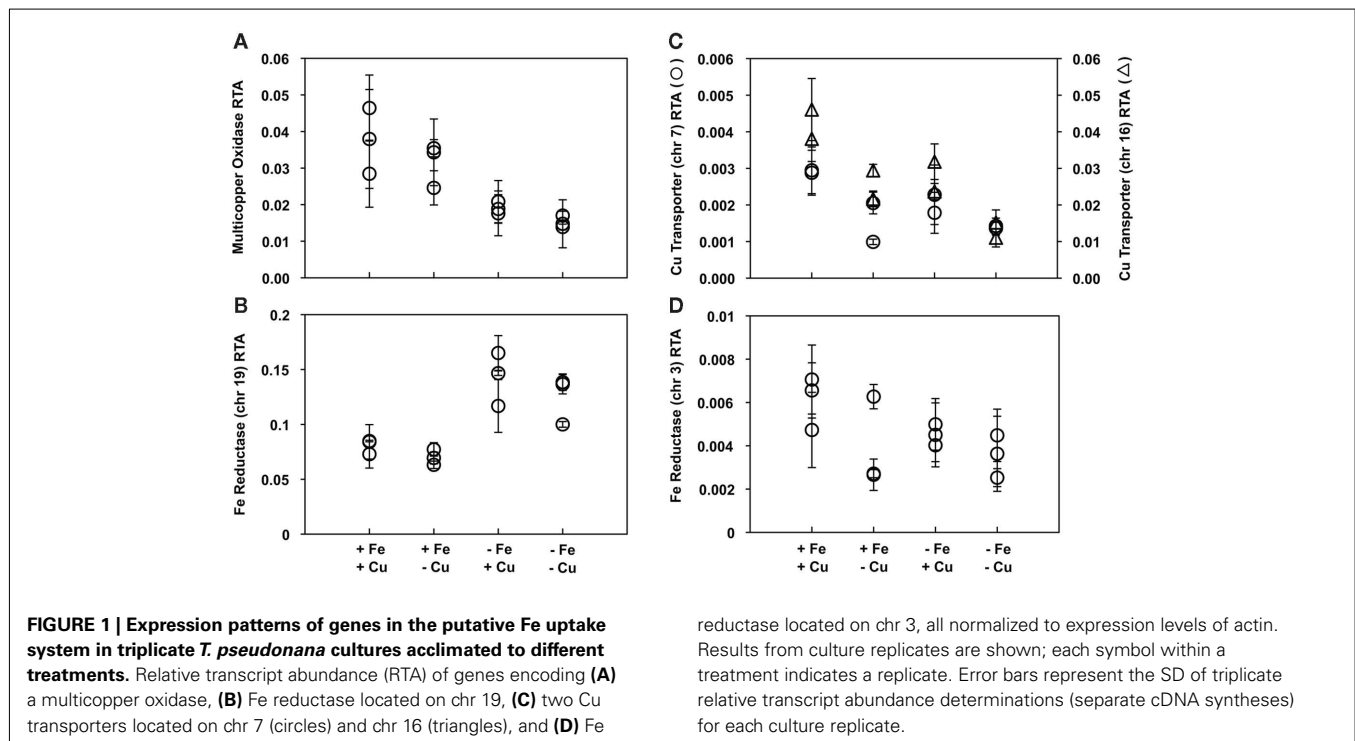 A
0.06
0.05
0.04
0.03
0.02
0.01
0.00
Multicopper Oxidase RTA
B
0.2
0.15
0.1
0.05
0
Fe Reductase (chr 19) RTA
+ Fe + Fe - Fe - Fe
+ Cu - Cu + Cu - Cu
C
0.006
0.005
0.004
0.003
0.002
0.001
0.000
Cu Transporter (chr 7) RTA (○)
0.06
0.05
0.04
0.03
0.02
0.01
0.00
Cu Transporter (chr 16) RTA (△)
D
0.01
0.008
0.006
0.004
0.002
0
Fe Reductase (chr 3) RTA
+ Fe + Fe - Fe - Fe
+ Cu - Cu + Cu - Cu
FIGURE 1 | Expression patterns of genes in the putative Fe uptake
system in triplicate T. pseudonana cultures acclimated to different
treatments. Relative transcript abundance (RTA) of genes encoding (A)
a multicopper oxidase, (B) Fe reductase located on chr 19, (C) two Cu
transporters located on chr 7 (circles) and chr 16 (triangles), and (D) Fe
reductase located on chr 3, all normalized to expression levels of actin.
Results from culture replicates are shown; each symbol within a
treatment indicates a replicate. Error bars represent the SD of triplicate
relative transcript abundance determinations (separate cDNA syntheses)
for each culture replicate.